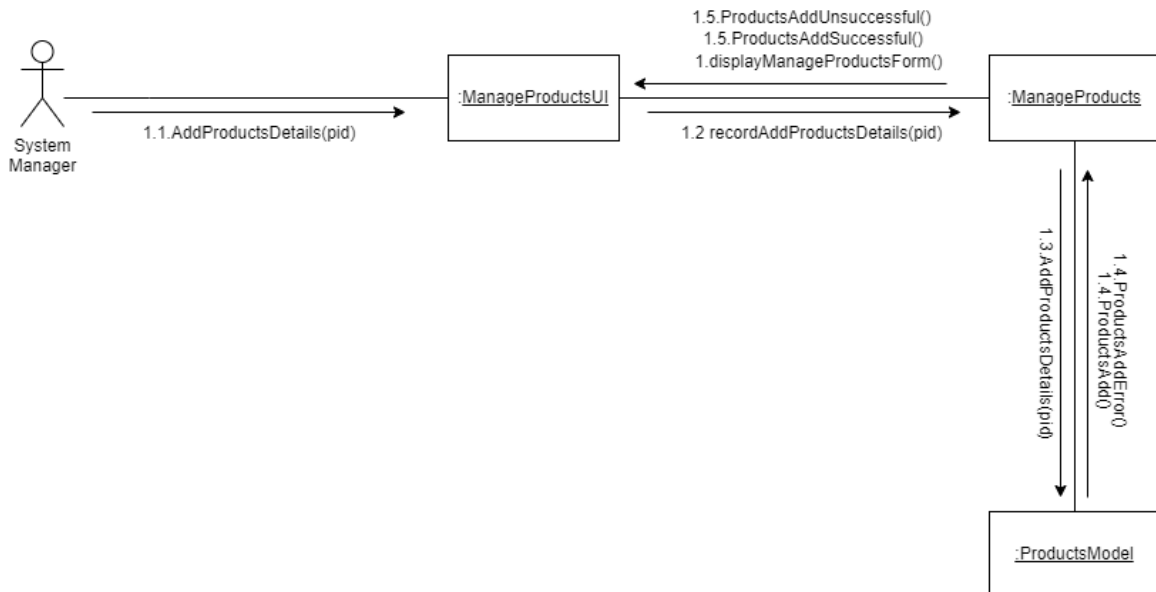 1.5.ProductsAddUnsuccessful()
1.5.ProductsAddSuccessful()
1.displayManageProductsForm()
:ManageProductsUI
:ManageProducts
1.1.AddProductsDetails(pid)
1.2 recordAddProductsDetails(pid)
System
Manager
1.3.AddProductsDetails(pid)
1.4.ProductsAddError()
1.4.ProductsAdd()
:ProductsModel